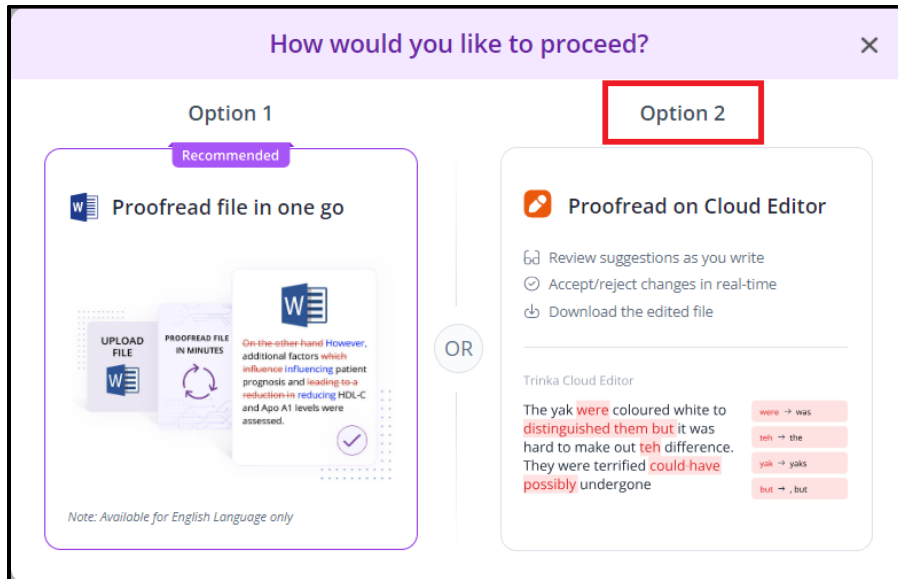 How would you like to proceed?
Option 1
Recommended
Proofread file in one go
UPLOAD
FILE
W
PROOFREAD FILE
IN MINUTES
W
On the other hand However,
additional factors which
influence influencing patient
prognosis and leading to a
reduction in reducing HDL-C
and Apo A1 levels were
assessed.
Note: Available for English Language only
OR
Option 2
Proofread on Cloud Editor
Review suggestions as you write
Accept/reject changes in real-time
Download the edited file
Trinka Cloud Editor
The yak were coloured white to
distinguished them but it was
hard to make out teh difference.
They were terrified could have
possibly undergone
were → was
teh → the
yak → yaks
but → , but